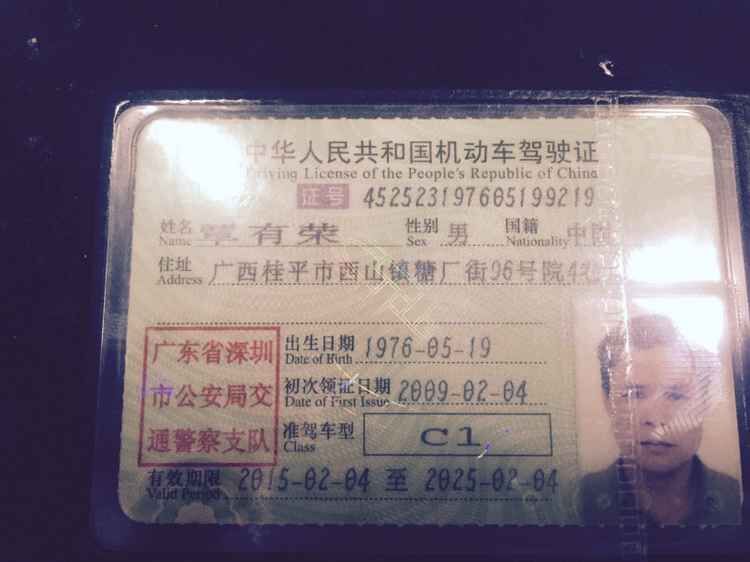 中华人民共和国机动车驾驶证
Driving License of the People's Republic of China
证号 452523197605199219
姓名 覃有荣 性别 男 国籍 中国
Name Sex Nationality
住址 广西桂平市西山镇糖厂街96号院
Address
广东省深圳
市公安局交
通警察支队
出生日期 1976-05-19
Date of Birth
初次领证日期 2009-02-04
Date of First Issue
准驾车型 C1
Class
有效期限 2015-02-04 至 2025-02-04
Valid Period